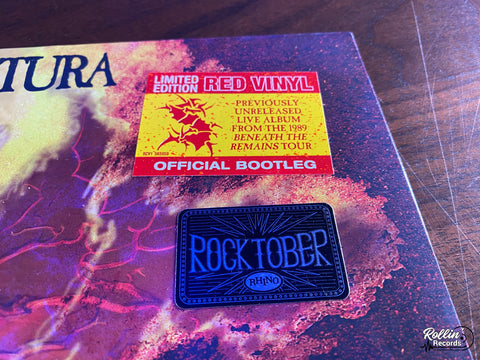 TURA
LIMITED EDITION RED VINYL
PREVIOUSLY
UNRELEASED
LIVE ALBUM
FROM THE 1989
BENEATH THE
REMAINS TOUR
OFFICIAL BOOTLEG
ROCKTOBER
RHINO
Rollin'
Records